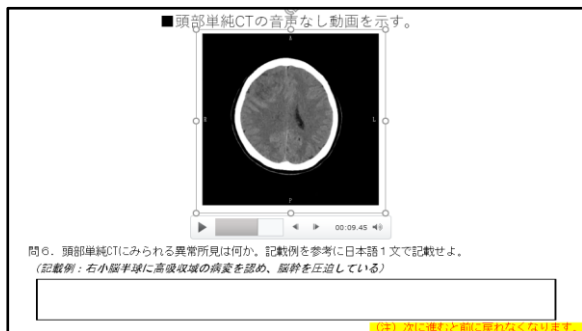 ■頭部単純CTの音声なし動画を示す。
A
R
L
P
00:09.45
問6．頭部単純CTにみられる異常所見は何か。記載例を参考に日本語1文で記載せよ。
（記載例：右小脳半球に高吸収域の病変を認め、脳幹を圧迫している）
（注）次に進むと前に戻れなくなります。